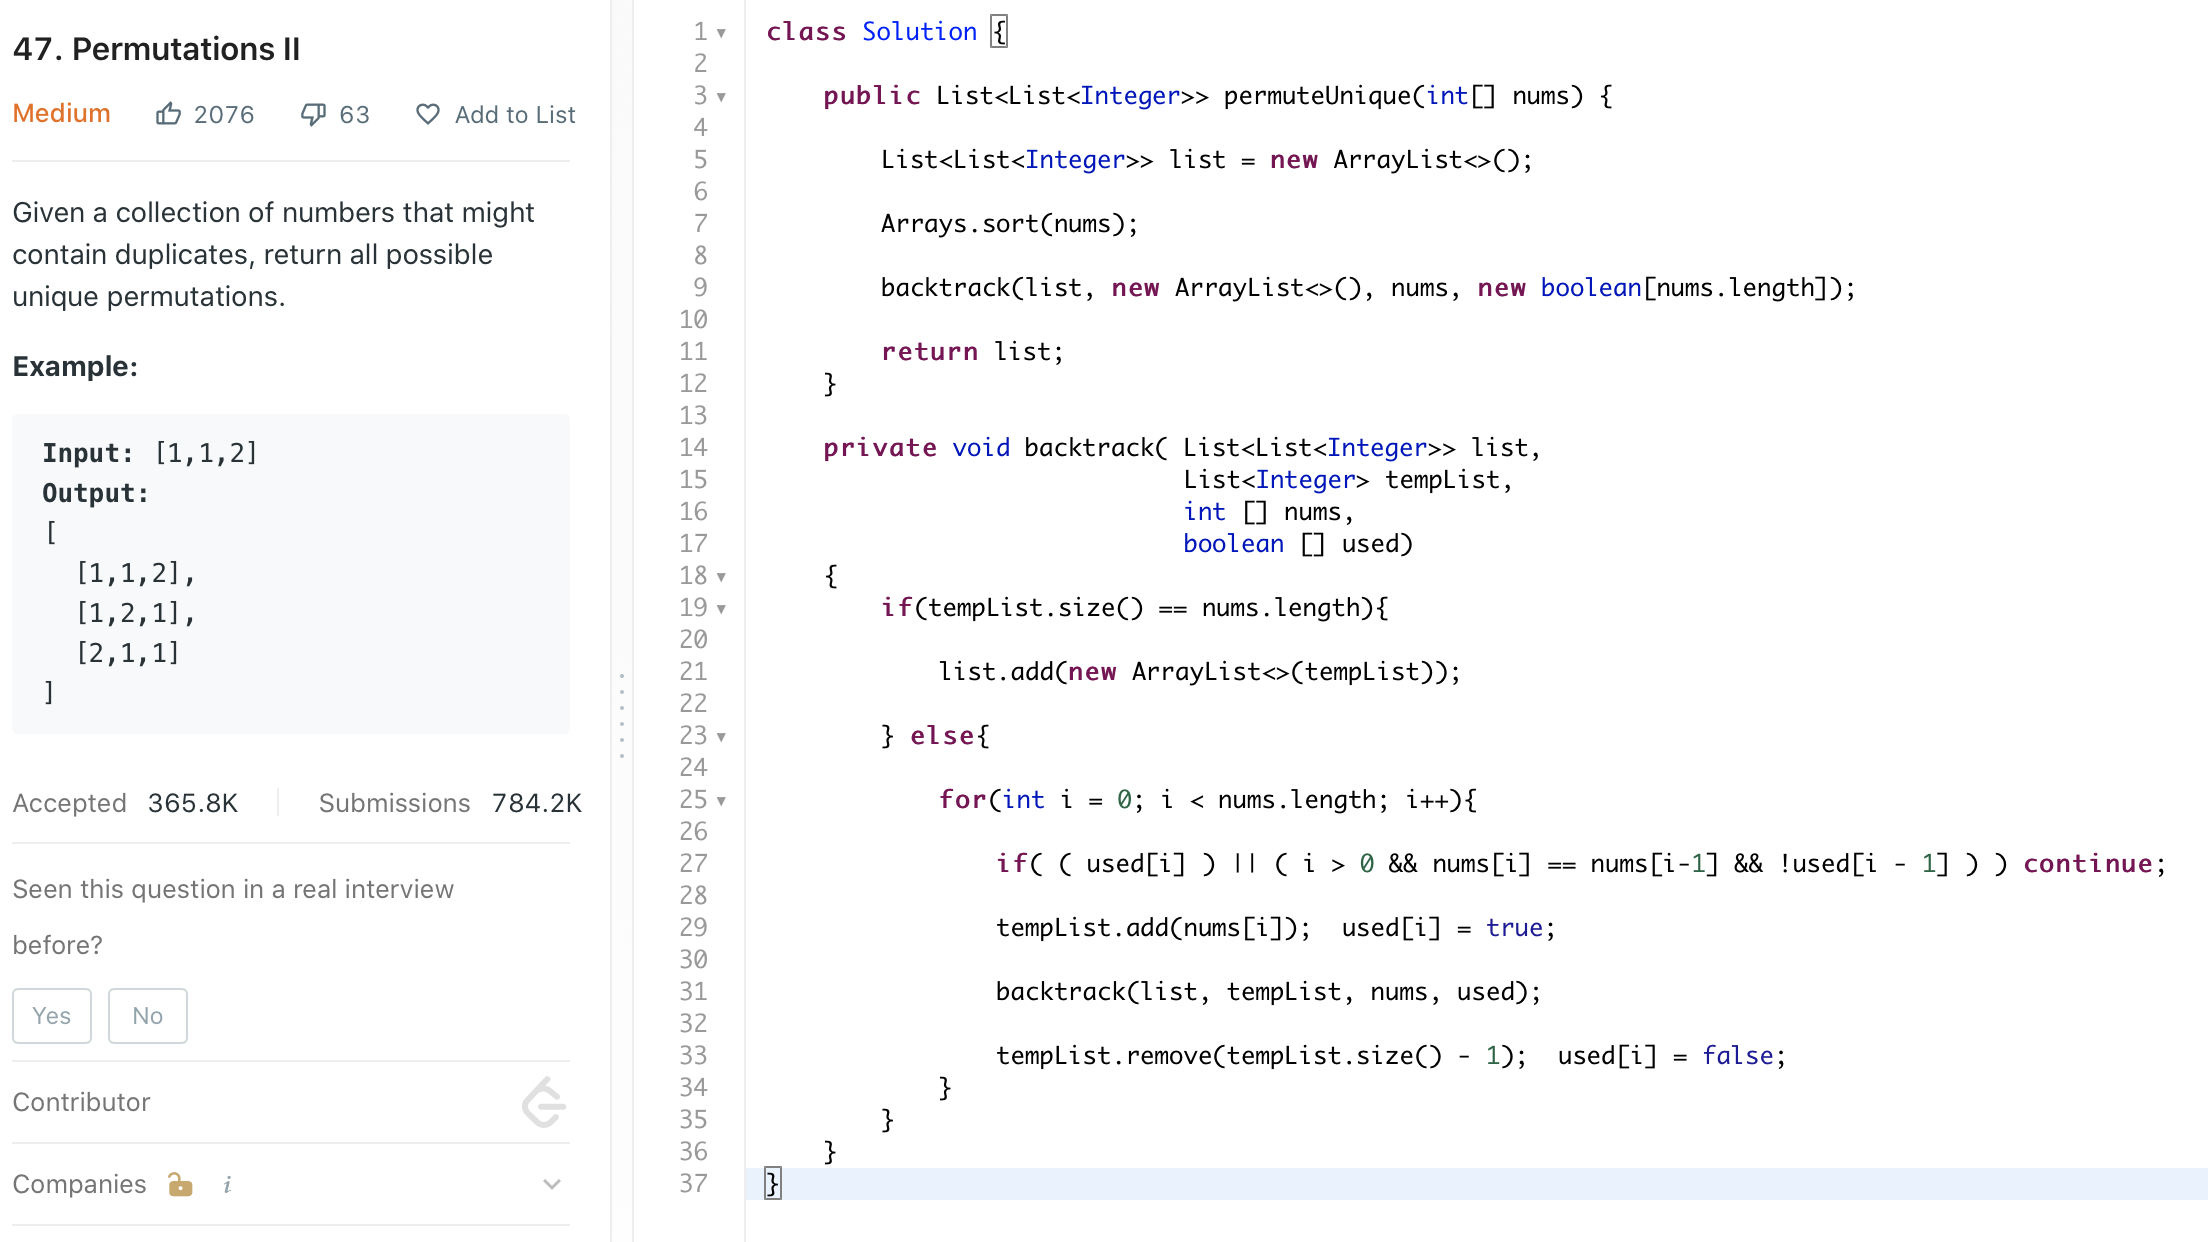 47. Permutations II
Medium 2076 63 Add to List
Given a collection of numbers that might
contain duplicates, return all possible
unique permutations.
Example:
Input: [1,1,2]
Output:
[
  [1,1,2],
  [1,2,1],
  [2,1,1]
]
Accepted 365.8K Submissions 784.2K
Seen this question in a real interview
before?
Yes No
Contributor
Companies i
1 class Solution {
2
3     public List<List<Integer>> permuteUnique(int[] nums) {
4
5         List<List<Integer>> list = new ArrayList<>();
6
7         Arrays.sort(nums);
8
9         backtrack(list, new ArrayList<>(), nums, new boolean[nums.length]);
10
11         return list;
12     }
13
14     private void backtrack( List<List<Integer>> list,
15                             List<Integer> tempList,
16                             int [] nums,
17                             boolean [] used)
18     {
19         if(tempList.size() == nums.length){
20
21             list.add(new ArrayList<>(tempList));
22
23         } else{
24
25             for(int i = 0; i < nums.length; i++){
26
27                 if( ( used[i] ) || ( i > 0 && nums[i] == nums[i-1] && !used[i - 1] ) ) continue;
28
29                 tempList.add(nums[i]);  used[i] = true;
30
31                 backtrack(list, tempList, nums, used);
32
33                 tempList.remove(tempList.size() - 1);  used[i] = false;
34             }
35         }
36     }
37 }